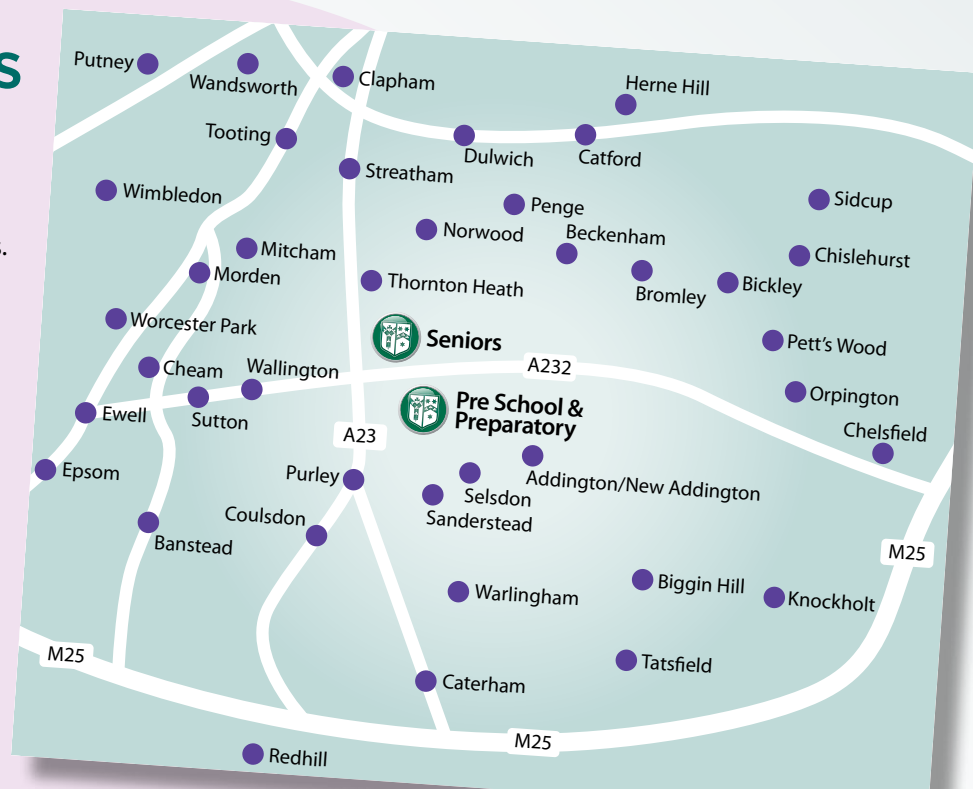 s
Putney
Wandsworth
Clapham
Herne Hill
Tooting
Dulwich
Catford
Streatham
Wimbledon
Sidcup
Penge
Norwood
Beckenham
Mitcham
Chislehurst
Morden
Thornton Heath
Bromley
Bickley
Worcester Park
Seniors
Pett's Wood
Cheam
Wallington
A232
Orpington
Ewell
Sutton
Pre School &
Preparatory
Chelsfield
A23
Epsom
Purley
Addington/New Addington
Selsdon
Sanderstead
Coulsdon
Banstead
M25
Biggin Hill
Warlingham
Knockholt
M25
Tatsfield
Caterham
M25
Redhill
s.